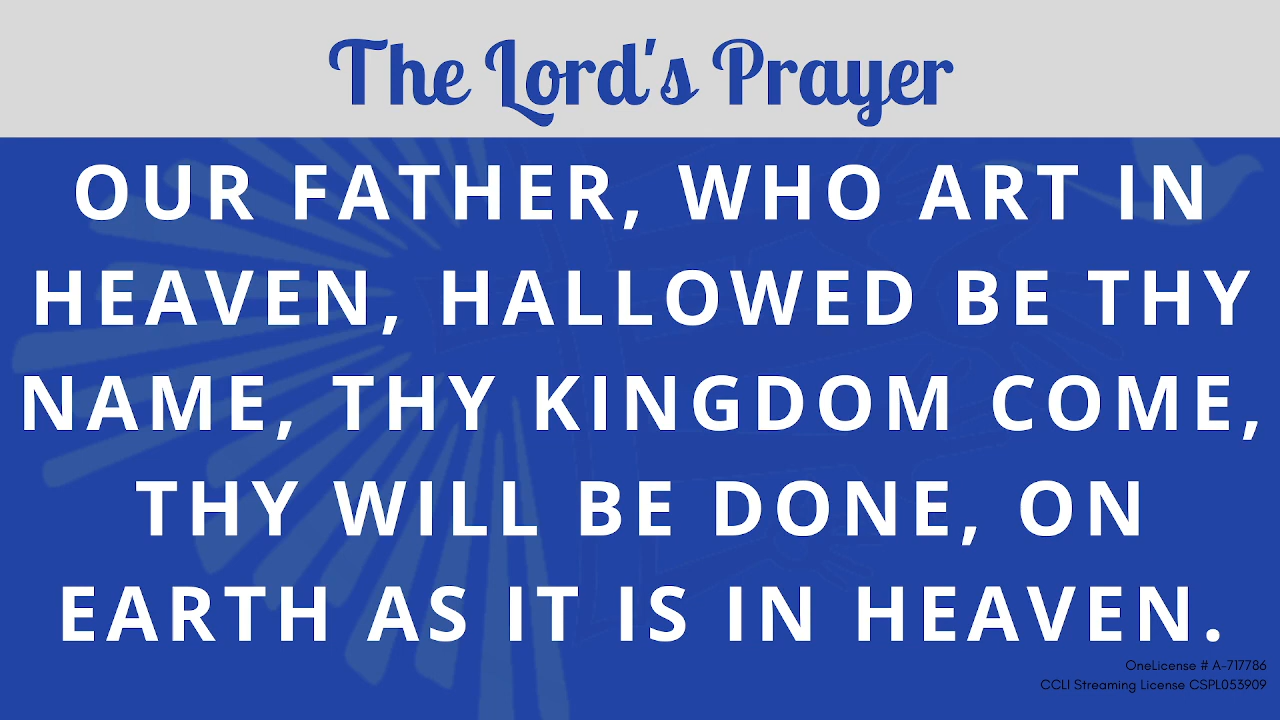 The Lord's Prayer
OUR FATHER, WHO ART IN
HEAVEN, HALLOWED BE THY
NAME, THY KINGDOM COME,
THY WILL BE DONE, ON
EARTH AS IT IS IN HEAVEN.
OneLicense # A-717786
CCLI Streaming License CSPL053909